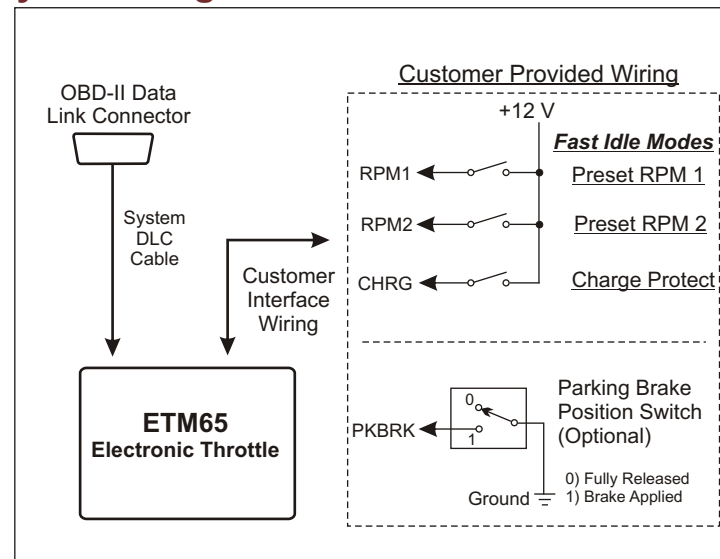 OBD-II Data
Link Connector
System
DLC
Cable
Customer
Interface
Wiring
ETM65
Electronic Throttle
Customer Provided Wiring
+12 V
Fast Idle Modes
RPM1
Preset RPM 1
RPM2
Preset RPM 2
CHRG
Charge Protect
PKBRK
0
1
Parking Brake
Position Switch
(Optional)
Ground
0) Fully Released
1) Brake Applied